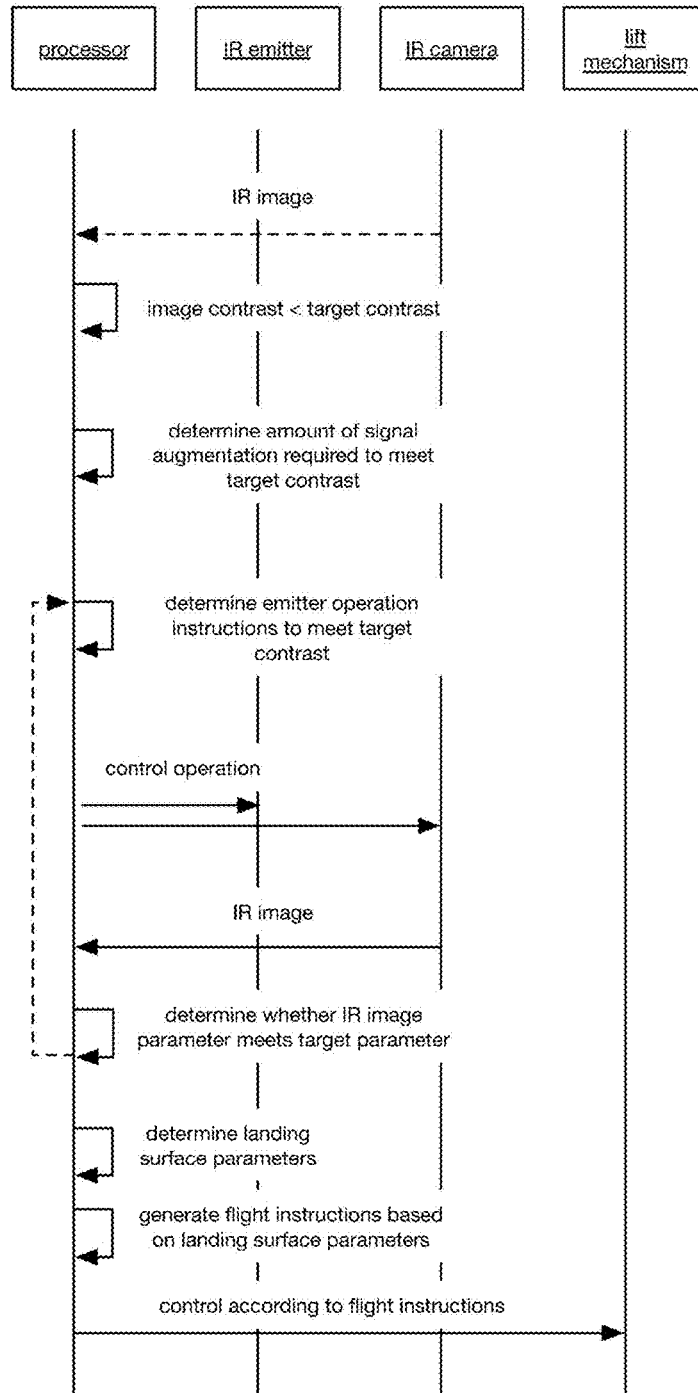 processor
IR emitter
IR camera
lift
mechanism
IR image
image contrast < target contrast
determine amount of signal
augmentation required to meet
target contrast
determine emitter operation
instructions to meet target
contrast
control operation
IR image
determine whether IR image
parameter meets target parameter
determine landing
surface parameters
generate flight instructions based
on landing surface parameters
control according to flight instructions